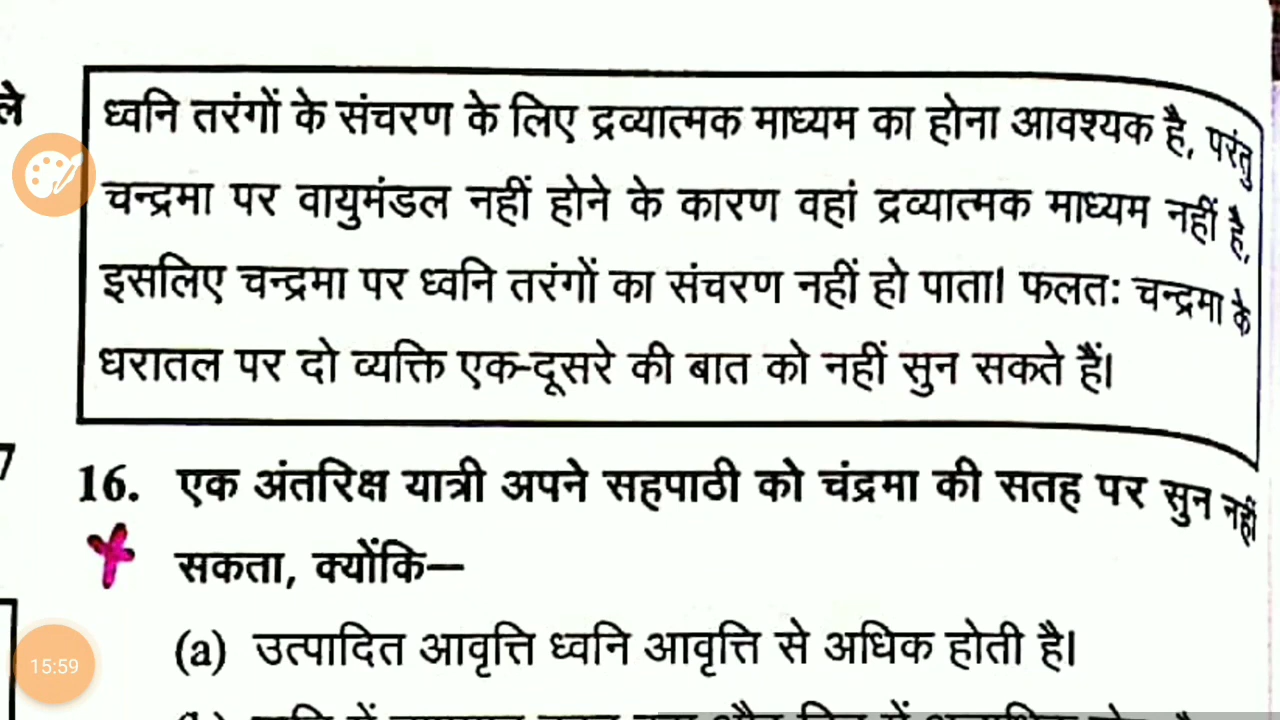 ले
ध्वनि तरंगों के संचरण के लिए द्रव्यात्मक माध्यम का होना आवश्यक है, परंतु
चन्द्रमा पर वायुमंडल नहीं होने के कारण वहां द्रव्यात्मक माध्यम नहीं है,
इसलिए चन्द्रमा पर ध्वनि तरंगों का संचरण नहीं हो पाता। फलतः चन्द्रमा के
धरातल पर दो व्यक्ति एक-दूसरे की बात को नहीं सुन सकते हैं।
16. एक अंतरिक्ष यात्री अपने सहपाठी को चंद्रमा की सतह पर सुन नहीं
सकता, क्योंकि—
(a) उत्पादित आवृत्ति ध्वनि आवृत्ति से अधिक होती है।
15:59